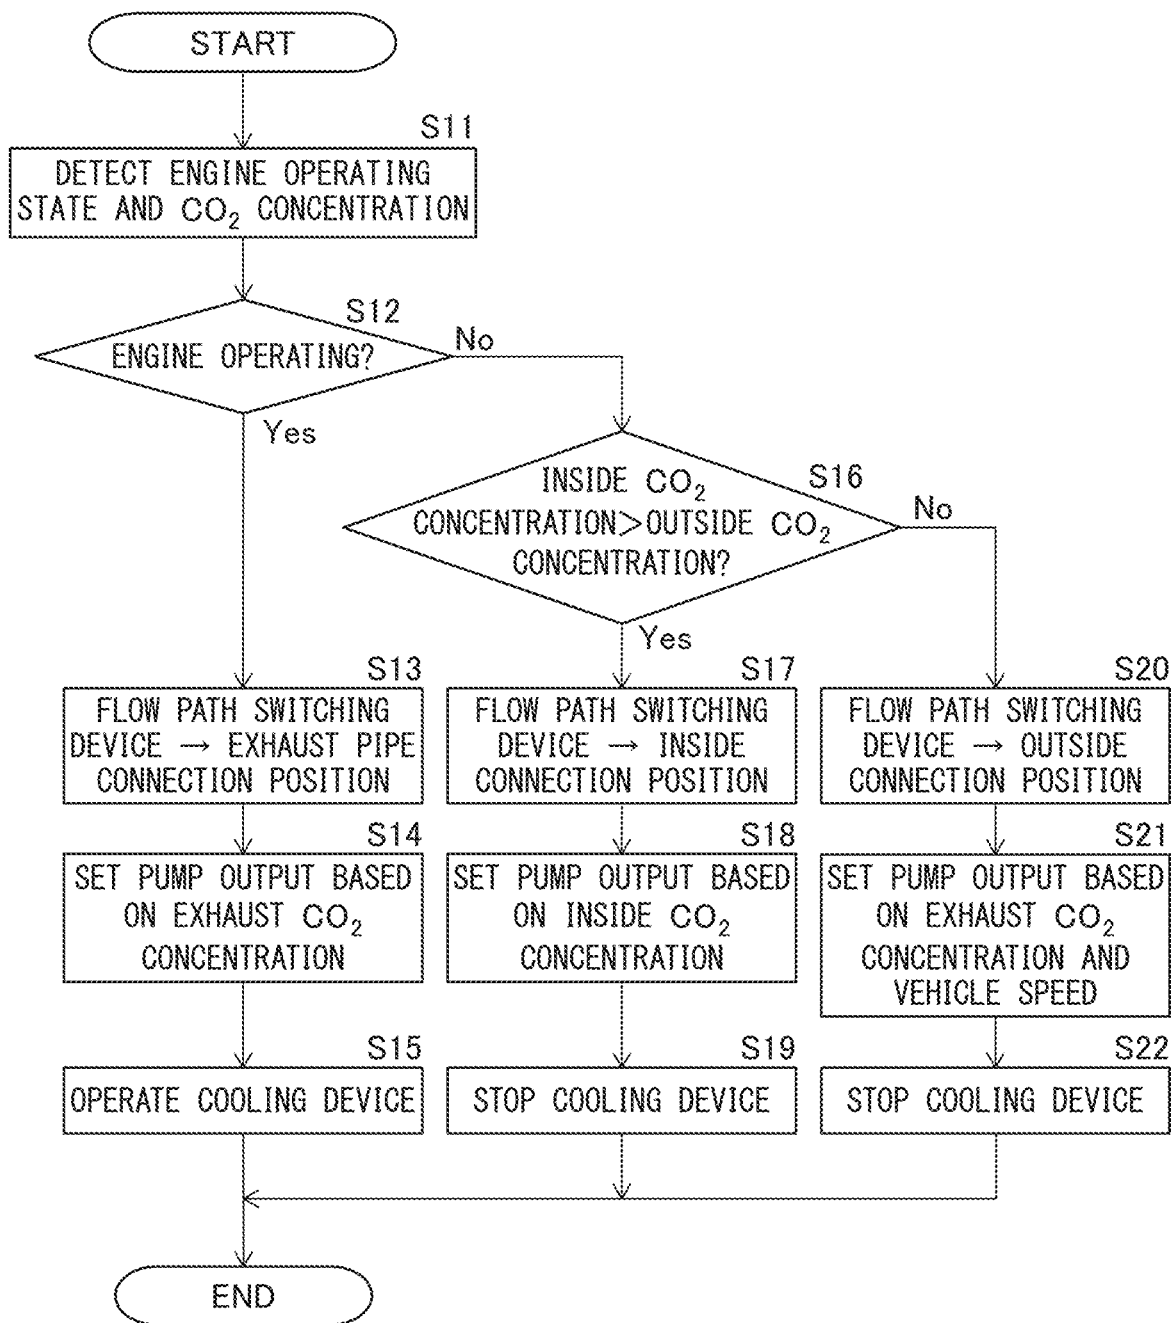 START
S11
DETECT ENGINE OPERATING
STATE AND CO₂ CONCENTRATION
S12
ENGINE OPERATING?
No
Yes
S16
INSIDE CO₂
CONCENTRATION>OUTSIDE CO₂
CONCENTRATION?
No
Yes
S13
FLOW PATH SWITCHING
DEVICE → EXHAUST PIPE
CONNECTION POSITION
S14
SET PUMP OUTPUT BASED
ON EXHAUST CO₂
CONCENTRATION
S15
OPERATE COOLING DEVICE
S17
FLOW PATH SWITCHING
DEVICE → INSIDE
CONNECTION POSITION
S18
SET PUMP OUTPUT BASED
ON INSIDE CO₂
CONCENTRATION
S19
STOP COOLING DEVICE
S20
FLOW PATH SWITCHING
DEVICE → OUTSIDE
CONNECTION POSITION
S21
SET PUMP OUTPUT BASED
ON EXHAUST CO₂
CONCENTRATION AND
VEHICLE SPEED
S22
STOP COOLING DEVICE
END